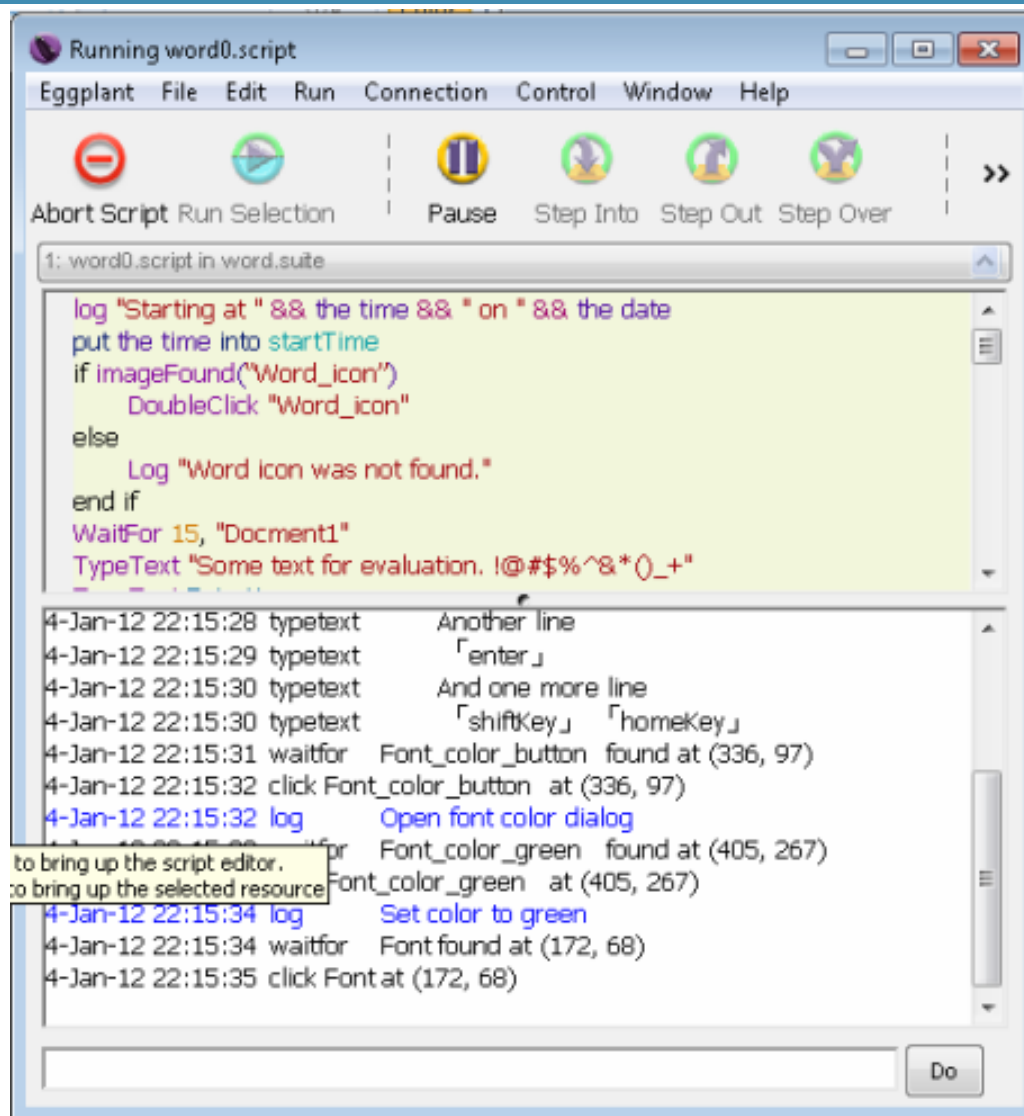 Running word0.script
Eggplant File Edit Run Connection Control Window Help
Abort Script Run Selection Pause Step Into Step Out Step Over
1: word0.script in word.suite
log "Starting at " && the time && " on " && the date
put the time into startTime
if imageFound("Word_icon")
DoubleClick "Word_icon"
else
Log "Word icon was not found."
end if
WaitFor 15, "Docment1"
TypeText "Some text for evaluation. !@#$%^&*()_+"
4-Jan-12 22:15:28 typetext Another line
4-Jan-12 22:15:29 typetext 「enter」
4-Jan-12 22:15:30 typetext And one more line
4-Jan-12 22:15:30 typetext 「shiftKey」 「homeKey」
4-Jan-12 22:15:31 waitfor Font_color_button found at (336, 97)
4-Jan-12 22:15:32 click Font_color_button at (336, 97)
4-Jan-12 22:15:32 log Open font color dialog
Font_color_green found at (405, 267)
to bring up the script editor.
to bring up the selected resource
Font_color_green at (405, 267)
4-Jan-12 22:15:34 log Set color to green
4-Jan-12 22:15:34 waitfor Font found at (172, 68)
4-Jan-12 22:15:35 click Font at (172, 68)
Do